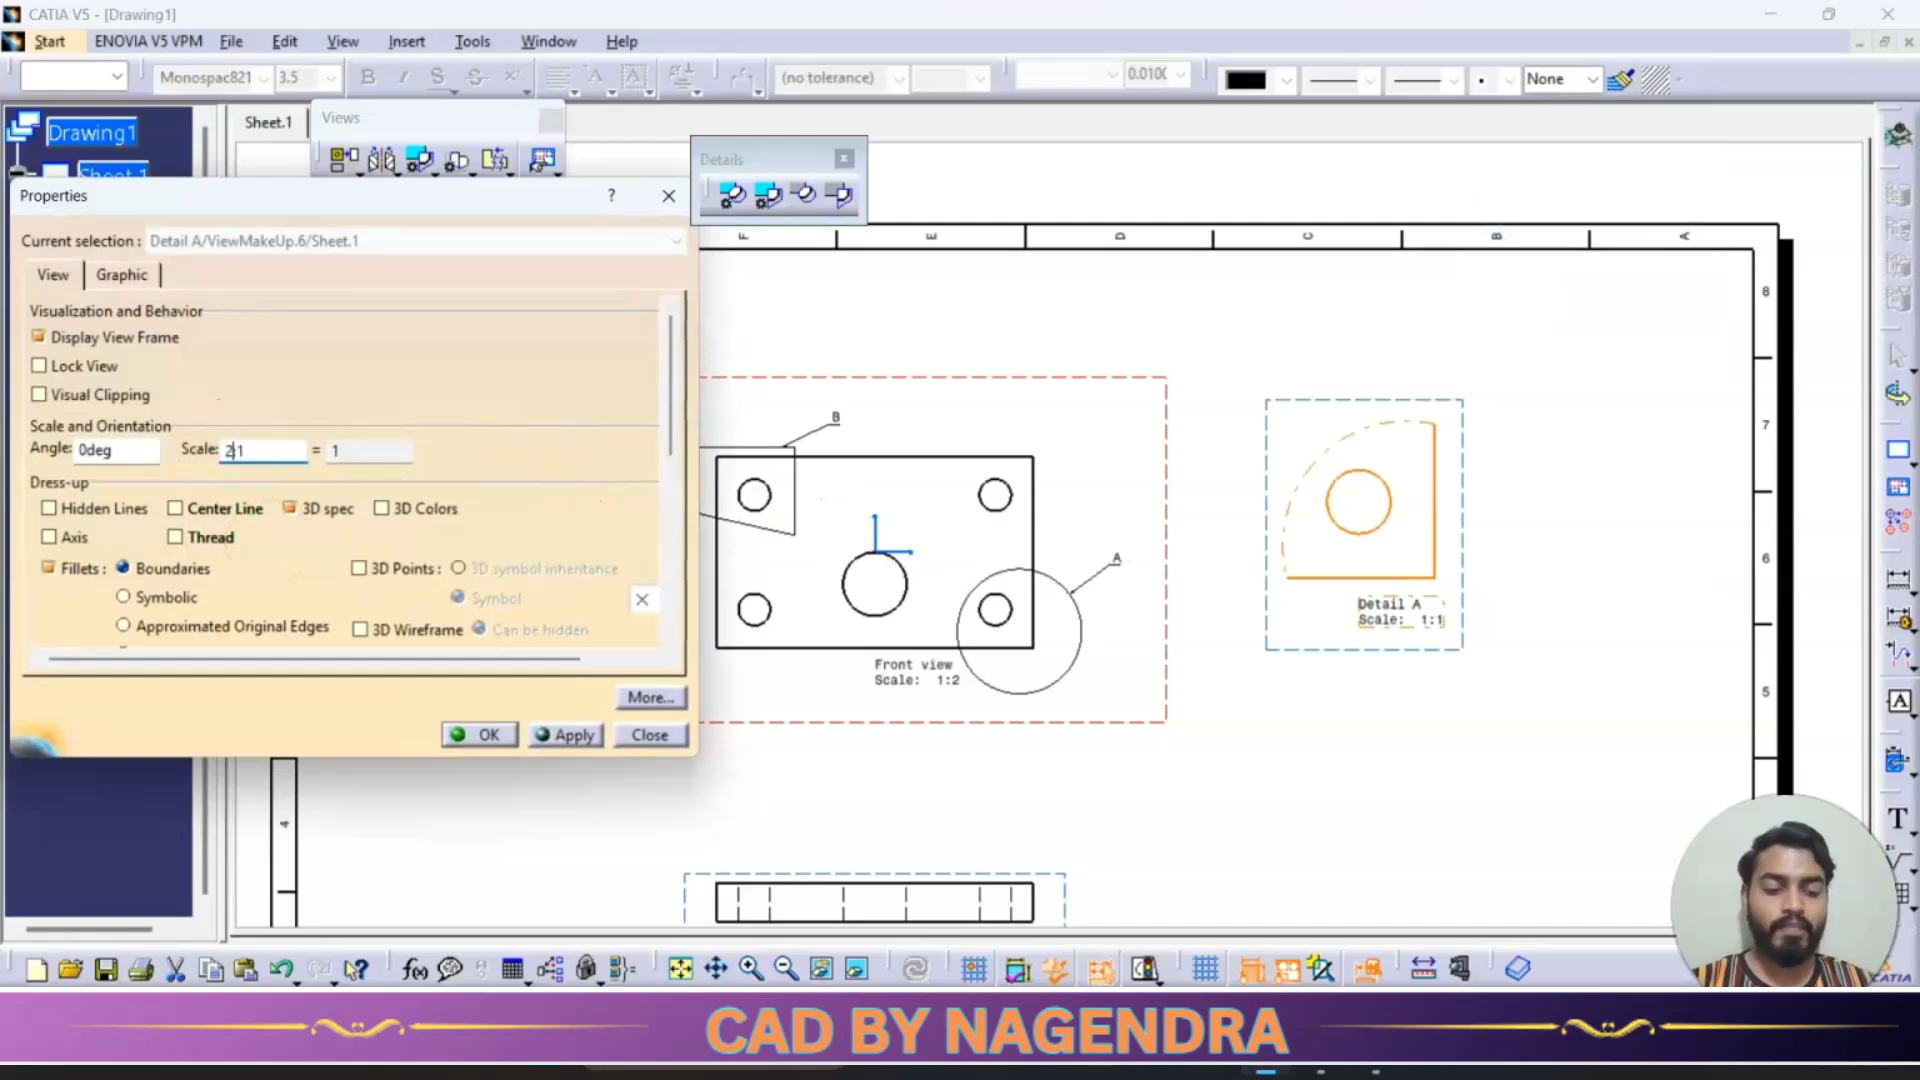 CATIA V5 - [Drawing1]
Start ENOVIA V5 VPM File Edit View Insert Tools Window Help
Monospac821 3.5 B I S S (no tolerance) 0.010( None
Drawing1
Sheet.1
Sheet.1
Views
Details
Properties ?
Current selection : Detail A/ViewMakeUp.6/Sheet.1
View Graphic
Visualization and Behavior
Display View Frame
Lock View
Visual Clipping
Scale and Orientation
Angle: 0deg Scale: 2:1 = 1
Dress-up
Hidden Lines Center Line 3D spec 3D Colors
Axis Thread
Fillets : Boundaries 3D Points : 3D symbol inheritance
Symbolic Symbol
Approximated Original Edges 3D Wireframe Can be hidden
More...
OK Apply Close
F E D C B A
8
7
6
5
4
B
A
Front view
Scale: 1:2
Detail A
Scale: 1:1
f(x)
A
T
CATIA
CAD BY NAGENDRA